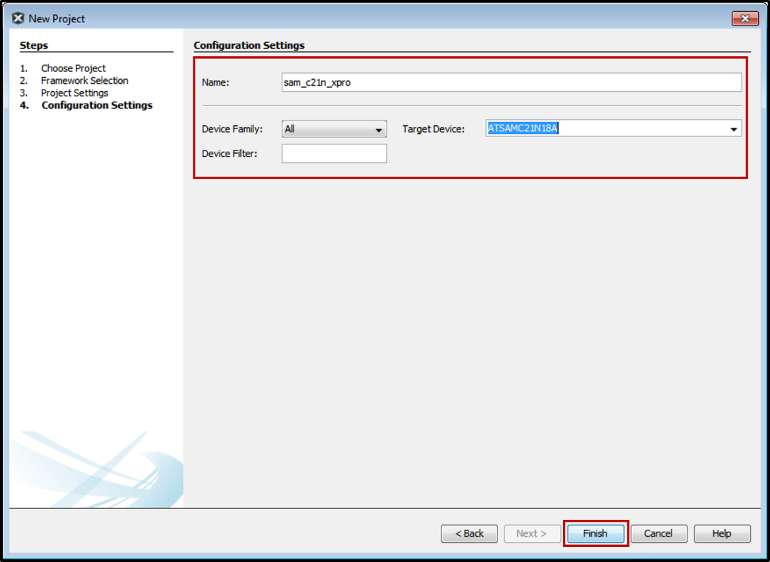 New Project
Steps
1. Choose Project
2. Framework Selection
3. Project Settings
4. Configuration Settings
Configuration Settings
Name: sam_c21n_xpro
Device Family: All Target Device: ATSAMC21N18A
Device Filter:
< Back Next > Finish Cancel Help